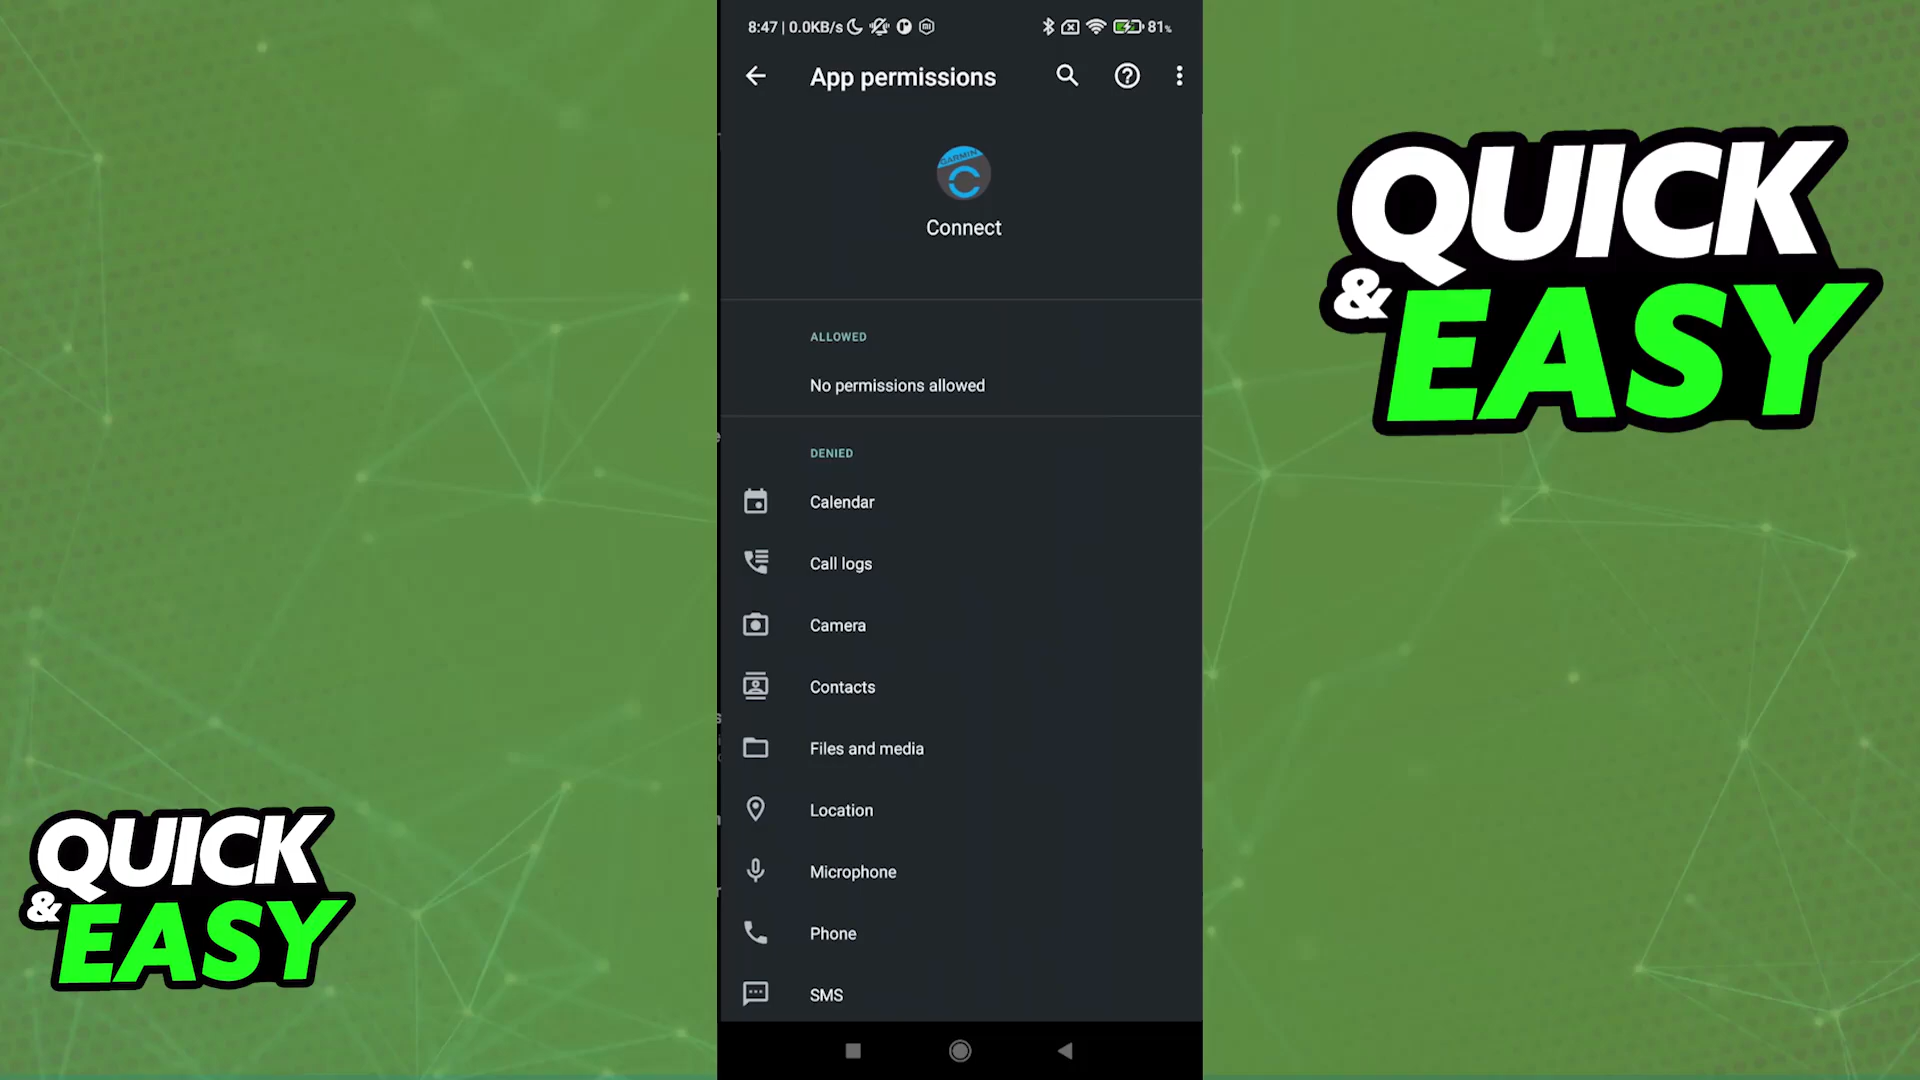 8:47 | 0.0KB/s
81%
App permissions
GARMIN
Connect
ALLOWED
No permissions allowed
DENIED
Calendar
Call logs
Camera
Contacts
Files and media
Location
Microphone
Phone
SMS
QUICK
& EASY
QUICK
& EASY